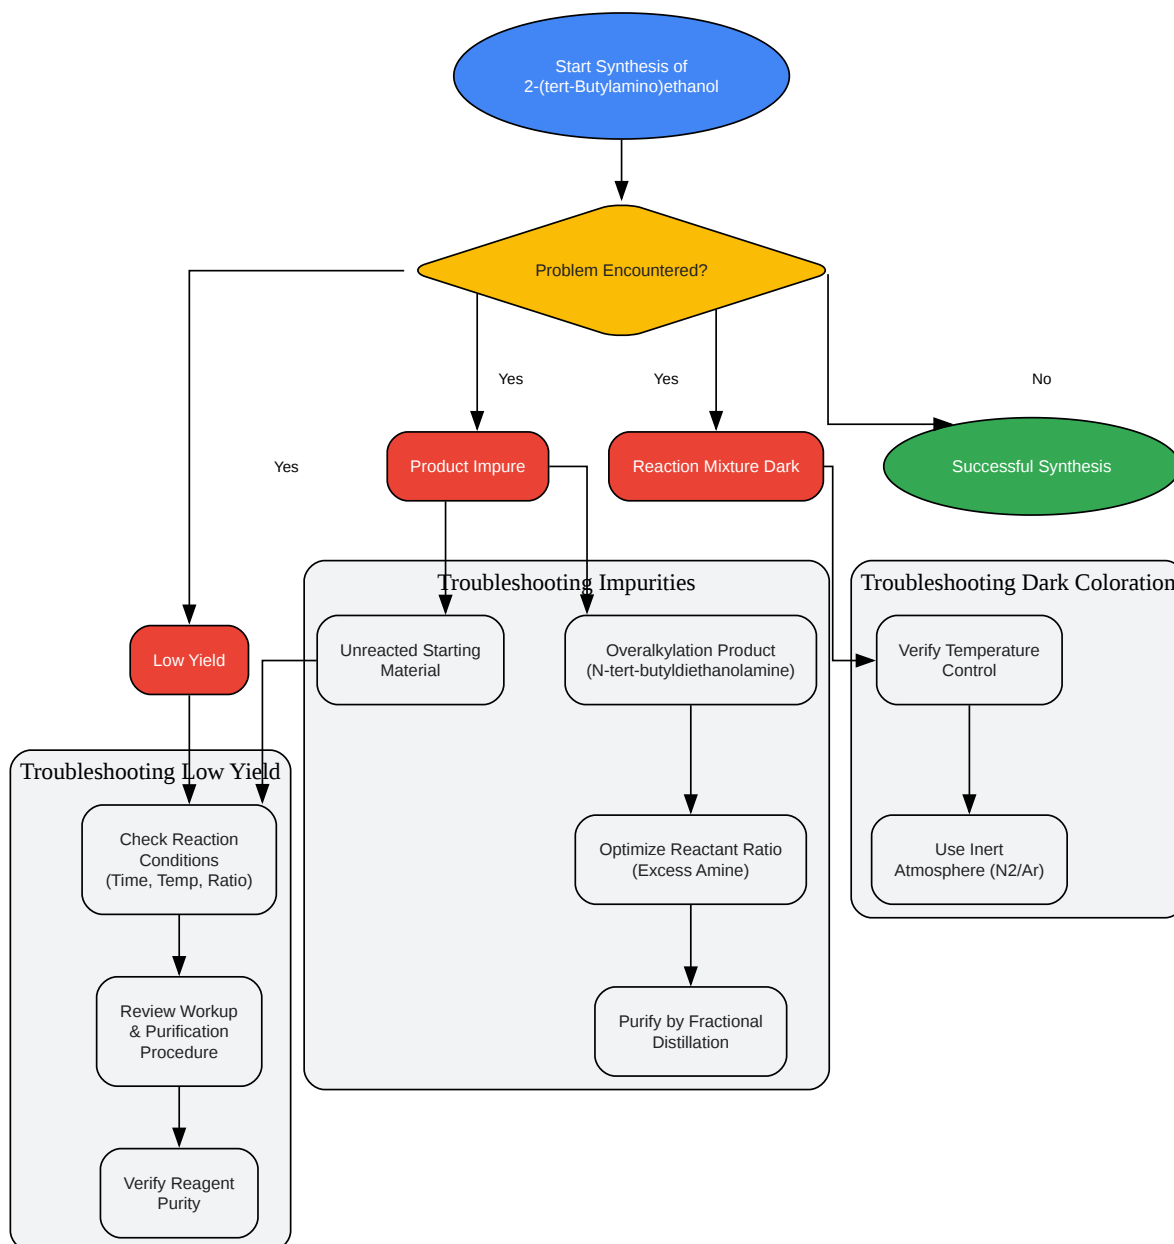 Start Synthesis of
2-(tert-Butylamino)ethanol
Problem Encountered?
Yes
Yes
No
Yes
Product Impure
Reaction Mixture Dark
Successful Synthesis
Troubleshooting Impurities
Troubleshooting Dark Coloration
Low Yield
Unreacted Starting
Material
Overalkylation Product
(N-tert-butyldiethanolamine)
Verify Temperature
Control
Troubleshooting Low Yield
Check Reaction
Conditions
(Time, Temp, Ratio)
Optimize Reactant Ratio
(Excess Amine)
Use Inert
Atmosphere (N2/Ar)
Review Workup
& Purification
Procedure
Purify by Fractional
Distillation
Verify Reagent
Purity